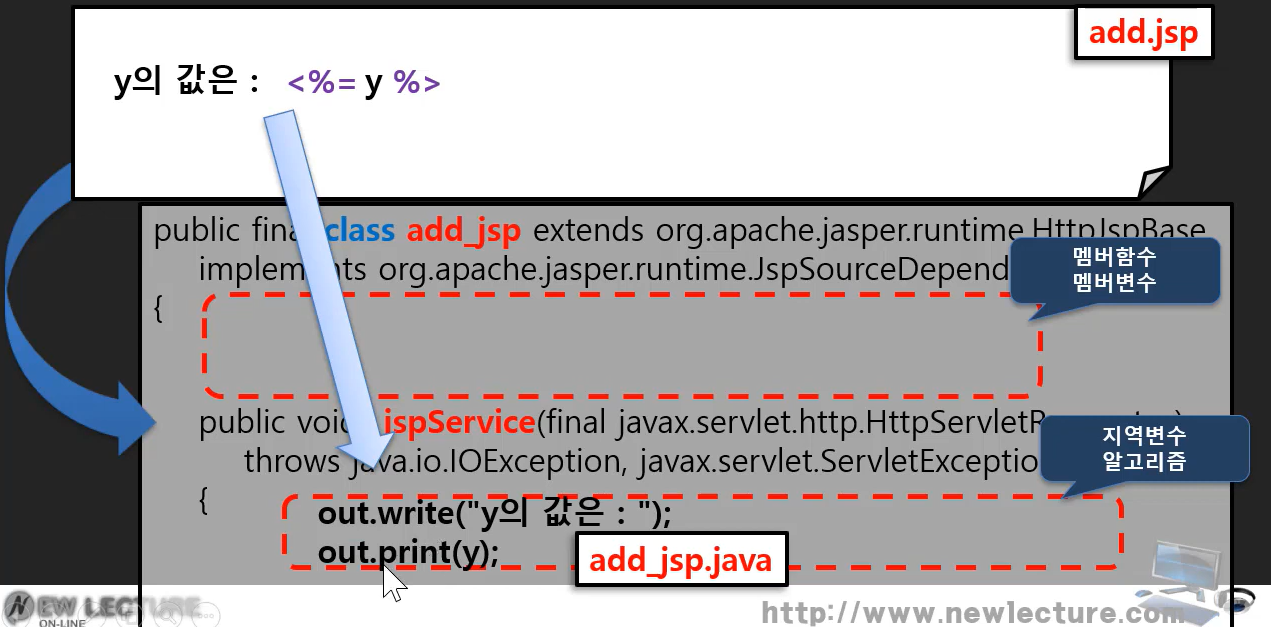 add.jsp
y의 값은 : <%= y %>
public final class add_jsp extends org.apache.jasper.runtime.HttpJspBase
implements org.apache.jasper.runtime.JspSourceDepend
멤버함수
멤버변수
{
public void _jspService(final javax.servlet.http.HttpServletR
지역변수
알고리즘
throws java.io.IOException, javax.servlet.ServletExceptio
{
out.write("y의 값은 : ");
out.print(y);
add_jsp.java
NEW LECTURE
ON-LINE
http://www.newlecture.com